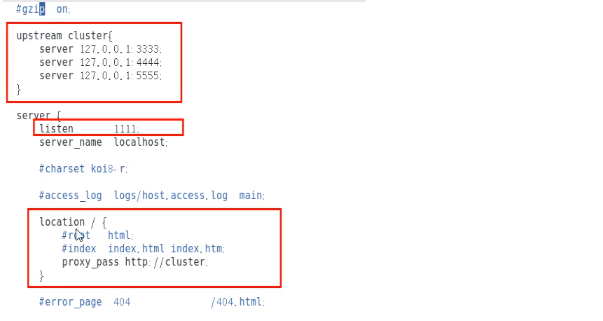 #gzip on;
upstream cluster{
server 127.0.0.1:3333;
server 127.0.0.1:4444;
server 127.0.0.1:5555;
}
server {
listen 1111;
server_name localhost;
#charset koi8-r;
#access_log logs/host.access.log main;
location / {
#root html;
#index index.html index.htm;
proxy_pass http://cluster;
}
#error_page 404 /404.html;